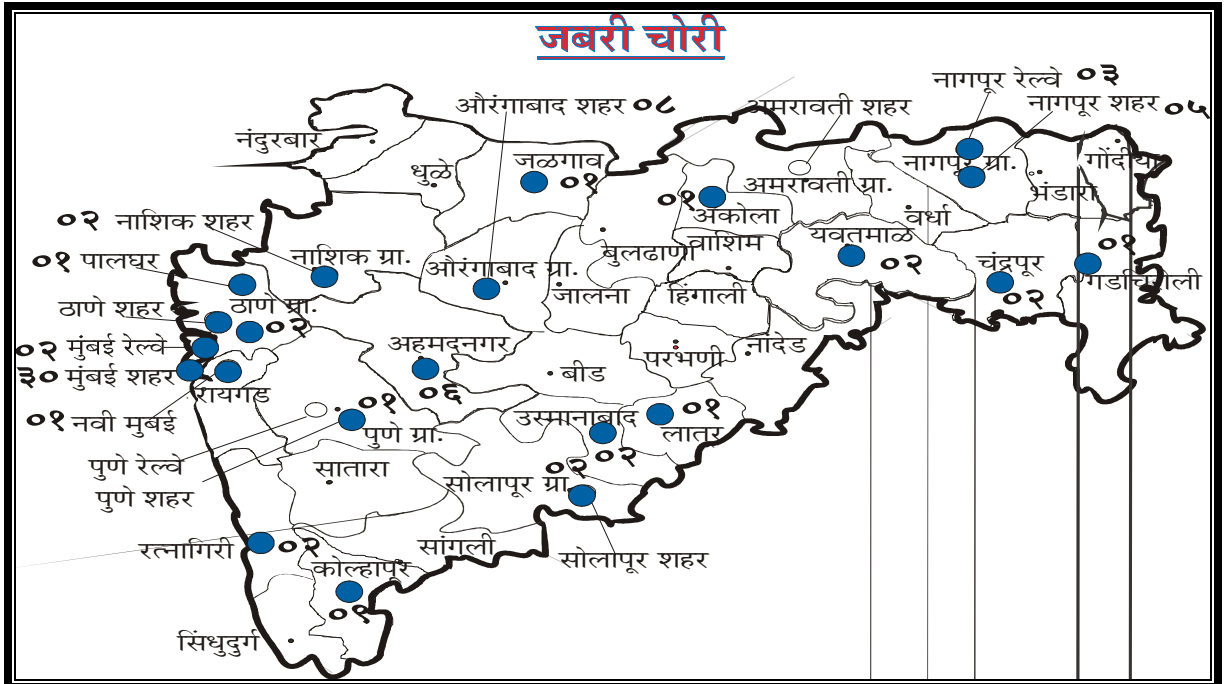 जबरी चोरी
नागपूर रेल्वे ०३
औरंगाबाद शहर ०८
अमरावती शहर
नागपूर शहर ०५
नंदुरबार
धुळे
जळगाव
०१
नागपूर ग्रा.
गोंदीया
भंडारा
अमरावती ग्रा.
०१
अकोला
वर्धा
०२ नाशिक शहर
यवतमाळ
०२
बुलढाणा
वाशिम
०१
०१ पालघर
नाशिक ग्रा.
औरंगाबाद ग्रा.
चंद्रपूर
०२
गडचिरोली
जालना
हिंगाली
ठाणे शहर
ठाणे ग्रा.
०२
०२ मुंबई रेल्वे
अहमदनगर
०६
परभणी
नांदेड
३० मुंबई शहर
रायगड
बीड
०१ नवी मुबई
०१
पुणे ग्रा.
उस्मानाबाद
०२
०१
लातर
पुणे रेल्वे
सातारा
०२
सोलापूर ग्रा.
पुणे शहर
रत्नागिरी
०२
सांगली
सोलापूर शहर
कोल्हापूर
०९
सिंधुदुर्ग